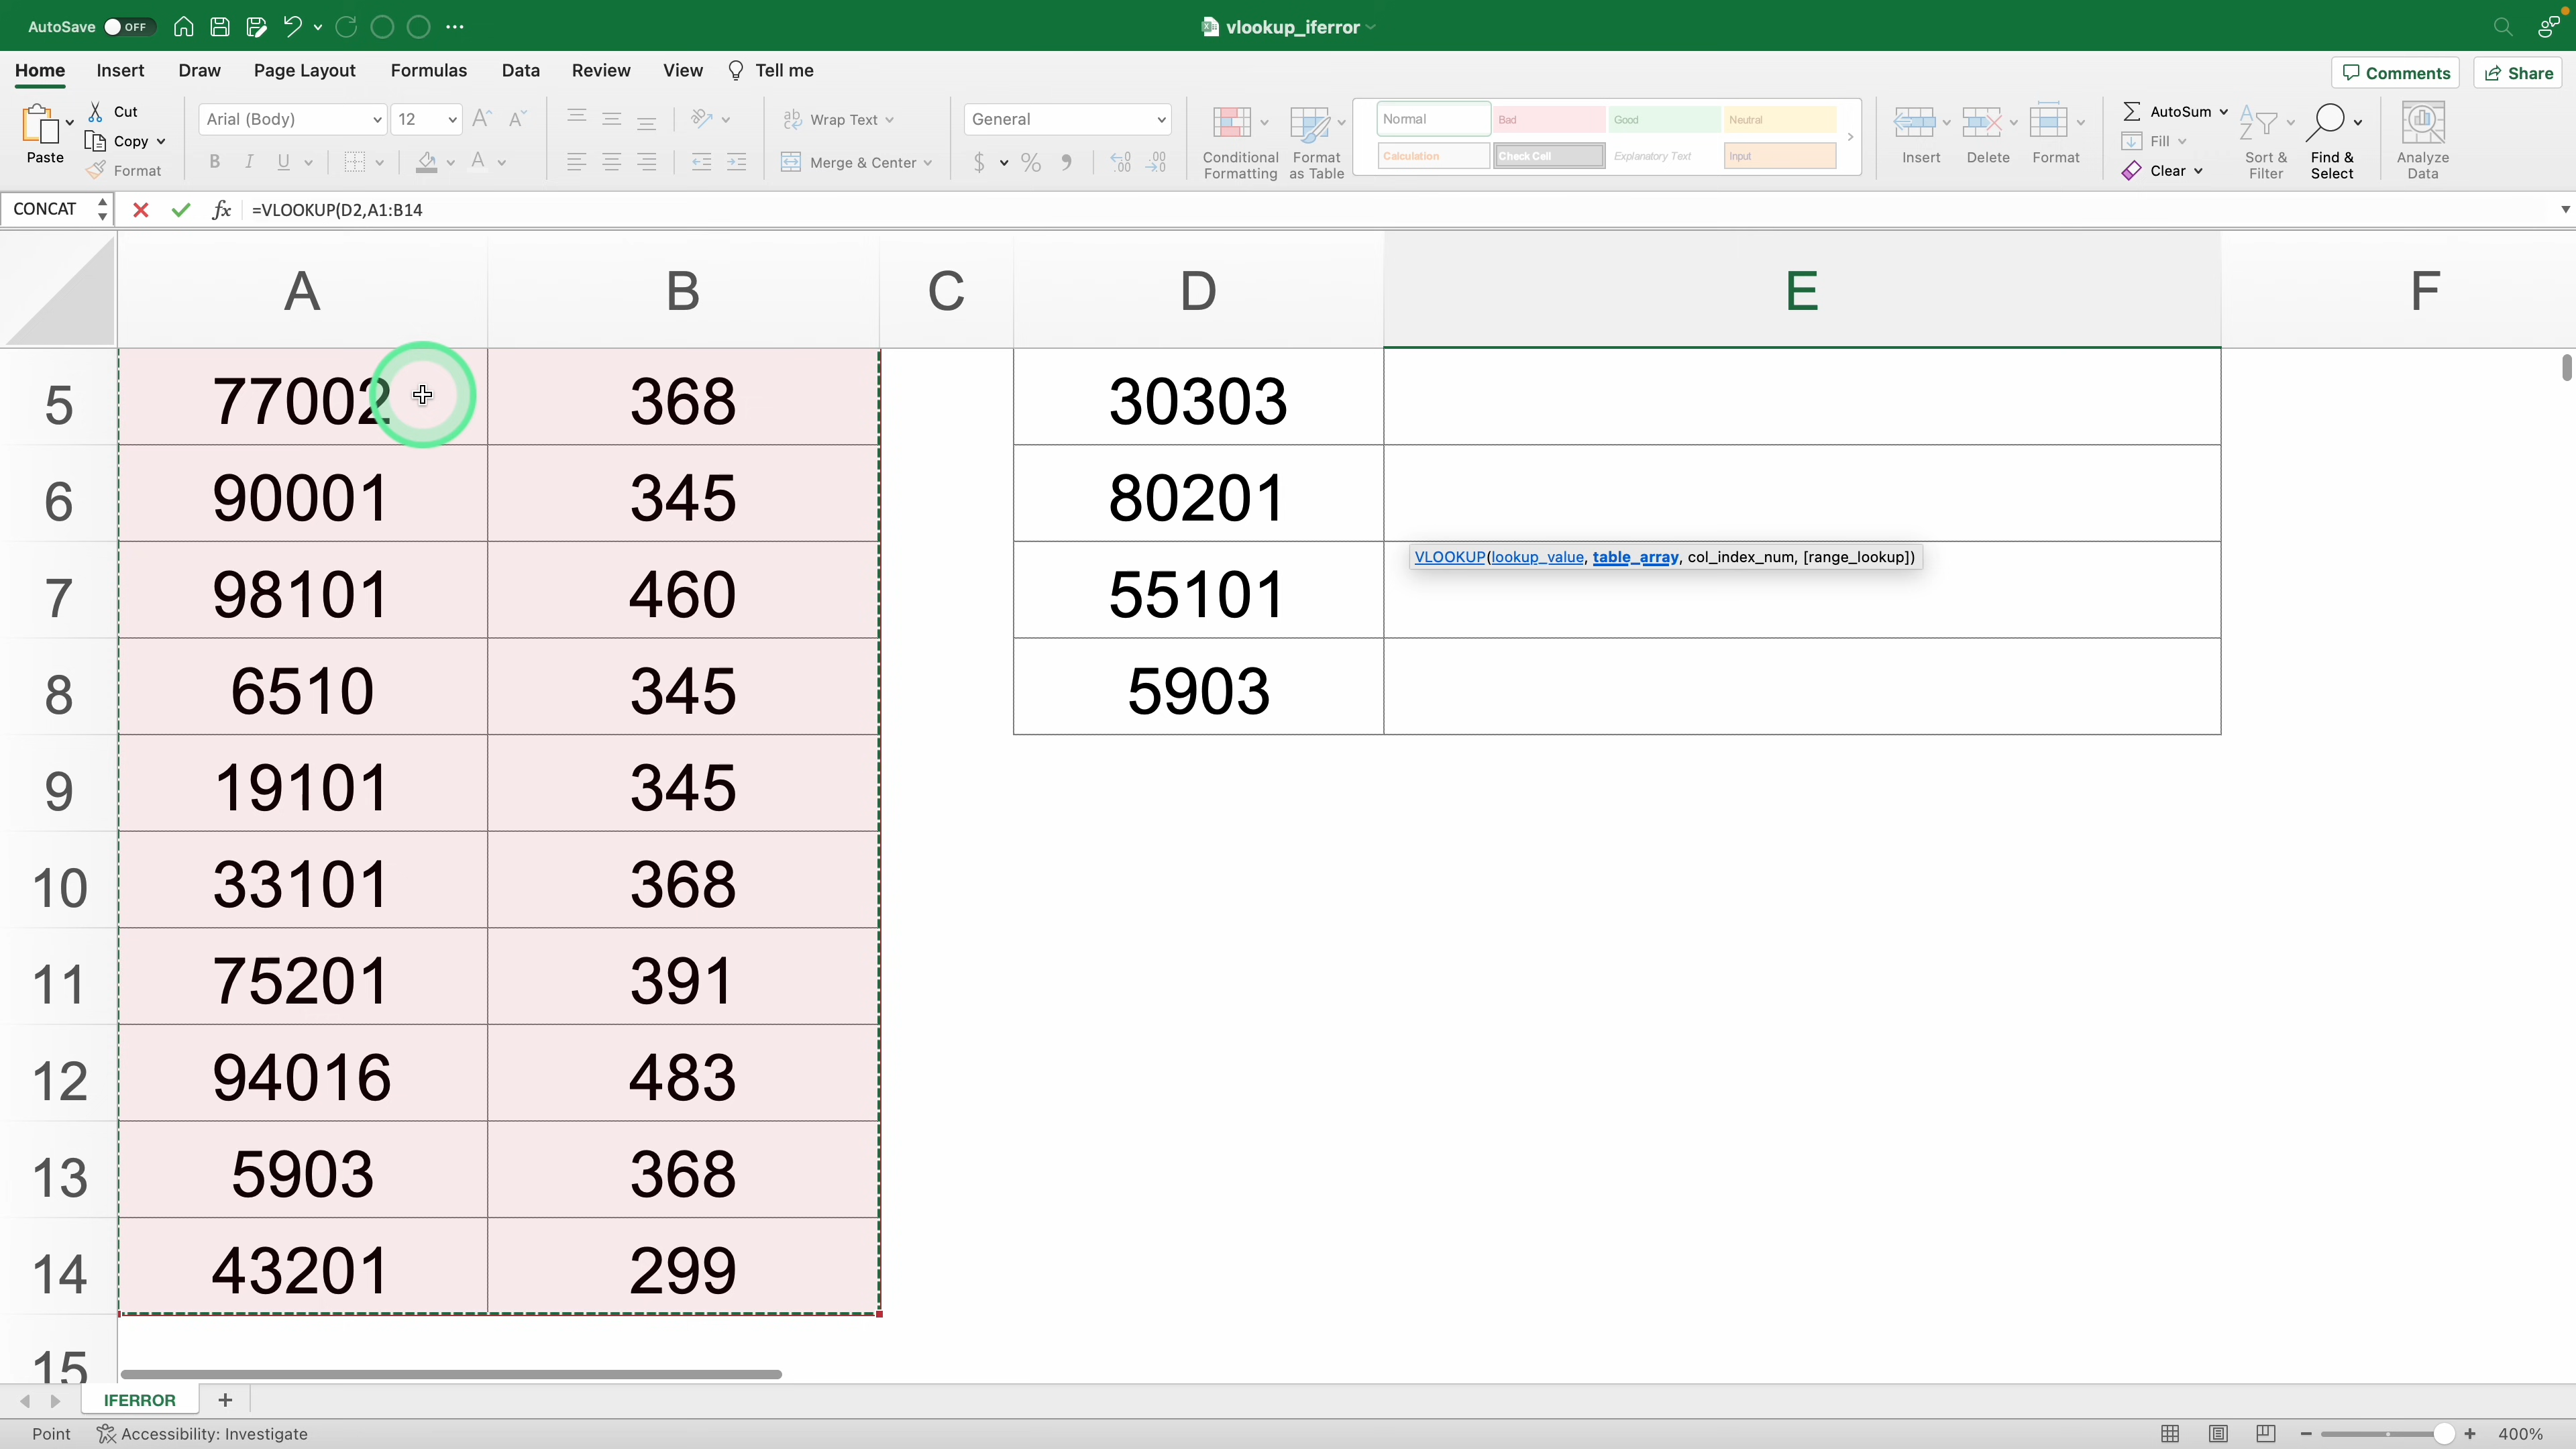 AutoSave OFF vlookup_iferror
Home Insert Draw Page Layout Formulas Data Review View Tell me Comments Share
Paste Cut Copy Format
Arial (Body) 12 B I U A
Wrap Text
Merge & Center
General
$ %
Conditional Formatting
Format as Table
Normal Bad Good Neutral
Calculation Check Cell Explanatory Text Input
Insert Delete Format
AutoSum
Fill
Clear
Sort & Filter
Find & Select
Analyze Data
CONCAT fx =VLOOKUP(D2,A1:B14
A B C D E F
5 77002 368 30303
6 90001 345 80201
VLOOKUP(lookup_value, table_array, col_index_num, [range_lookup])
7 98101 460 55101
8 6510 345 5903
9 19101 345
10 33101 368
11 75201 391
12 94016 483
13 5903 368
14 43201 299
15
IFERROR +
Point Accessibility: Investigate 400%